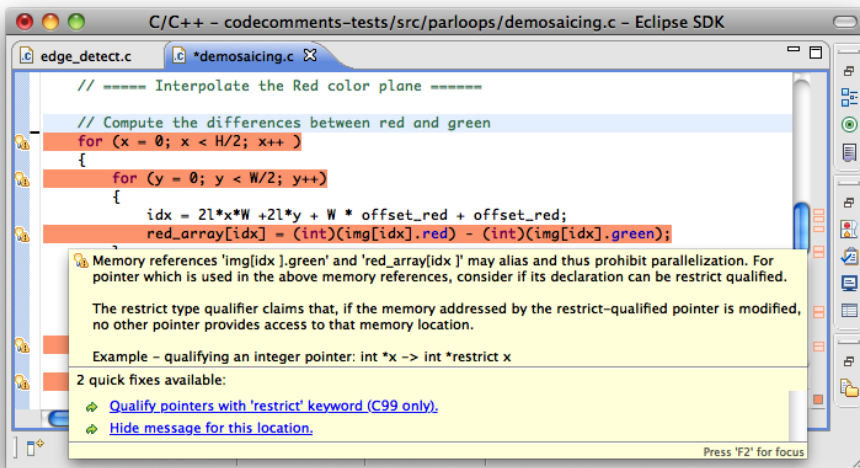 C/C++ - codecomments-tests/src/parloops/demosaicing.c - Eclipse SDK
edge_detect.c
*demosaicing.c
// ===== Interpolate the Red color plane ======
// Compute the differences between red and green
for (x = 0; x < H/2; x++ )
{
for (y = 0; y < W/2; y++)
{
idx = 2l*x*W +2l*y + W * offset_red + offset_red;
red_array[idx] = (int)(img[idx].red) - (int)(img[idx].green);
Memory references 'img[idx ].green' and 'red_array[idx ]' may alias and thus prohibit parallelization. For
pointer which is used in the above memory references, consider if its declaration can be restrict qualified.
The restrict type qualifier claims that, if the memory addressed by the restrict-qualified pointer is modified,
no other pointer provides access to that memory location.
Example - qualifying an integer pointer: int *x -> int *restrict x
2 quick fixes available:
Qualify pointers with 'restrict' keyword (C99 only).
Hide message for this location.
Press 'F2' for focus